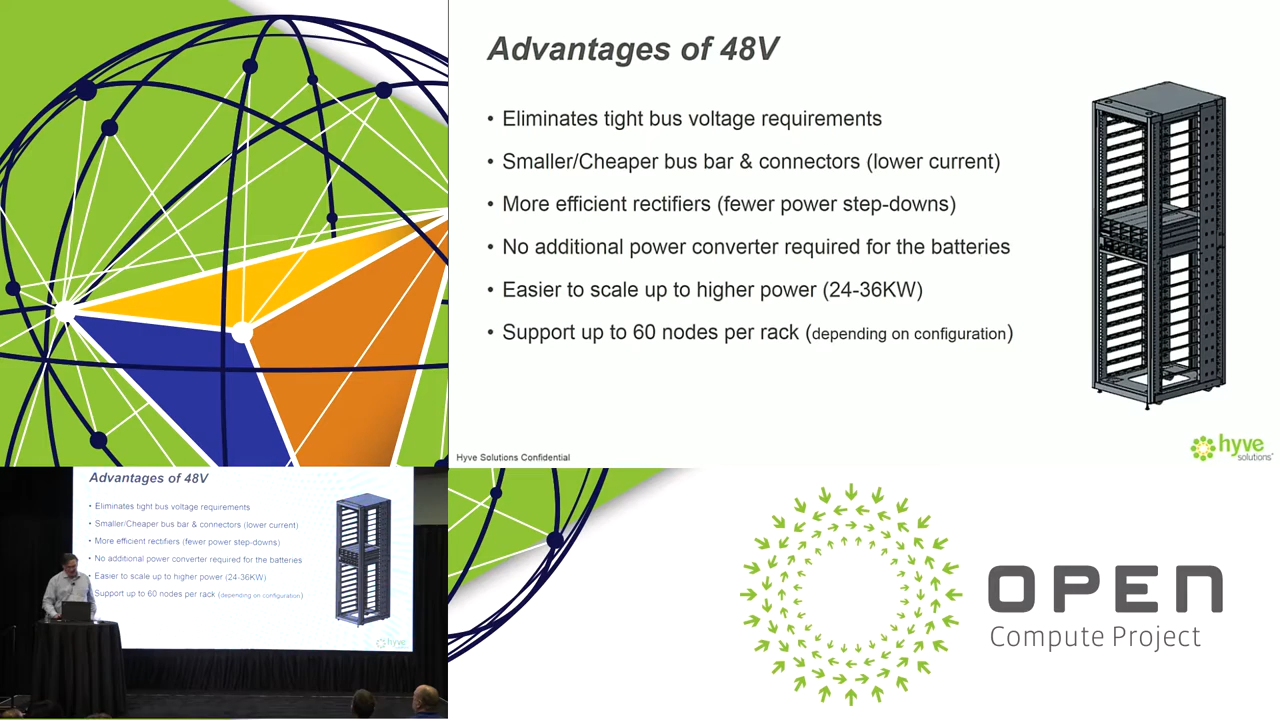 Advantages of 48V
• Eliminates tight bus voltage requirements
• Smaller/Cheaper bus bar & connectors (lower current)
• More efficient rectifiers (fewer power step-downs)
• No additional power converter required for the batteries
• Easier to scale up to higher power (24-36KW)
• Support up to 60 nodes per rack (depending on configuration)
Hyve Solutions Confidential
hyve
solutions
Advantages of 48V
• Eliminates tight bus voltage requirements
• Smaller/Cheaper bus bar & connectors (lower current)
• More efficient rectifiers (fewer power step-downs)
• No additional power converter required for the batteries
• Easier to scale up to higher power (24-36KW)
• Support up to 60 nodes per rack (depending on configuration)
hyve
OPEN
Compute Project